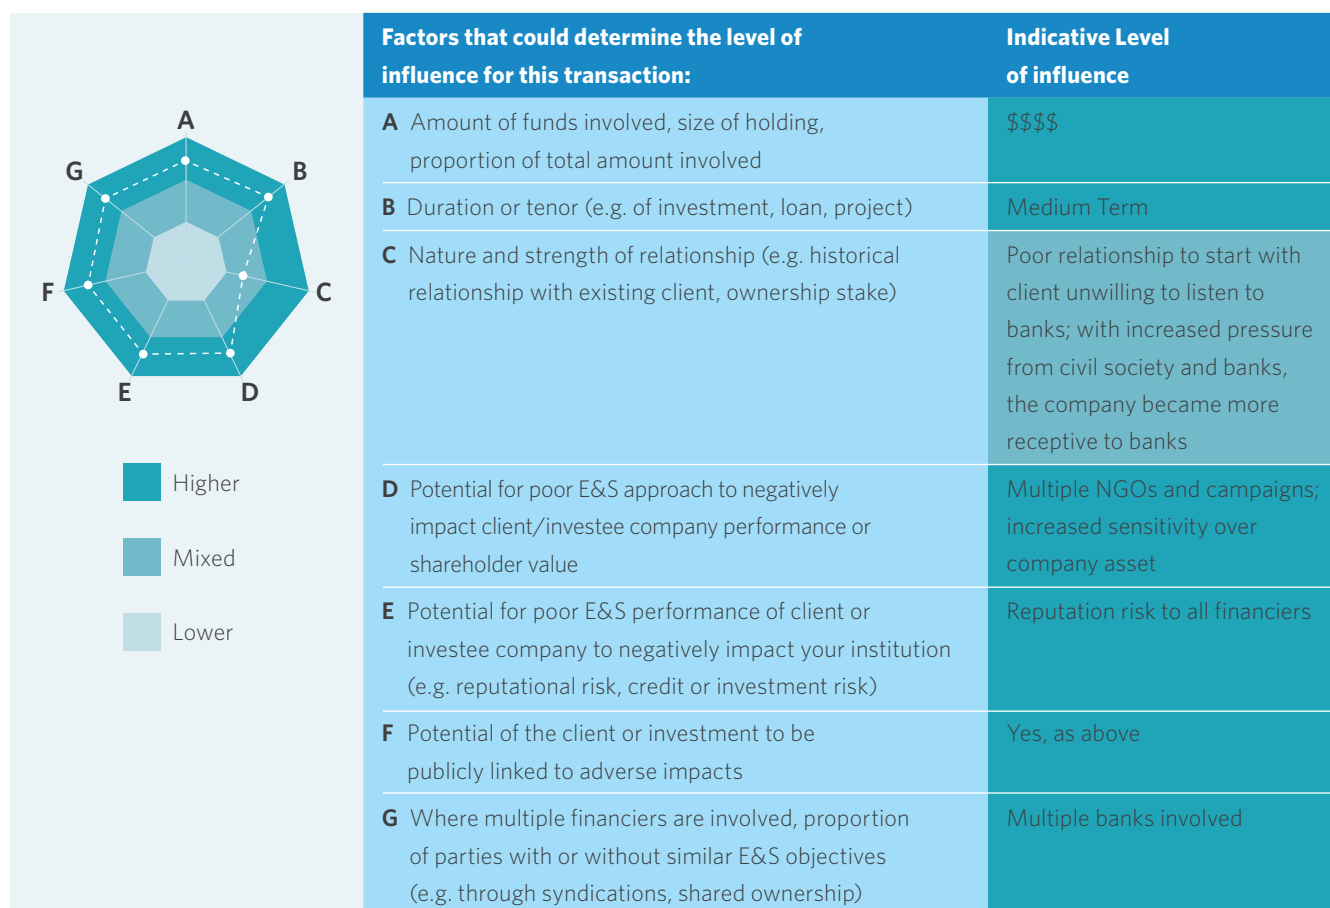 A
B
C
D
E
F
G
Higher
Mixed
Lower
Factors that could determine the level of
influence for this transaction:
Indicative Level
of influence
A Amount of funds involved, size of holding,
proportion of total amount involved
$$$$
B Duration or tenor (e.g. of investment, loan, project)
Medium Term
C Nature and strength of relationship (e.g. historical
relationship with existing client, ownership stake)
Poor relationship to start with
client unwilling to listen to
banks; with increased pressure
from civil society and banks,
the company became more
receptive to banks
D Potential for poor E&S approach to negatively
impact client/investee company performance or
shareholder value
Multiple NGOs and campaigns;
increased sensitivity over
company asset
E Potential for poor E&S performance of client or
investee company to negatively impact your institution
(e.g. reputational risk, credit or investment risk)
Reputation risk to all financiers
F Potential of the client or investment to be
publicly linked to adverse impacts
Yes, as above
G Where multiple financiers are involved, proportion
of parties with or without similar E&S objectives
(e.g. through syndications, shared ownership)
Multiple banks involved